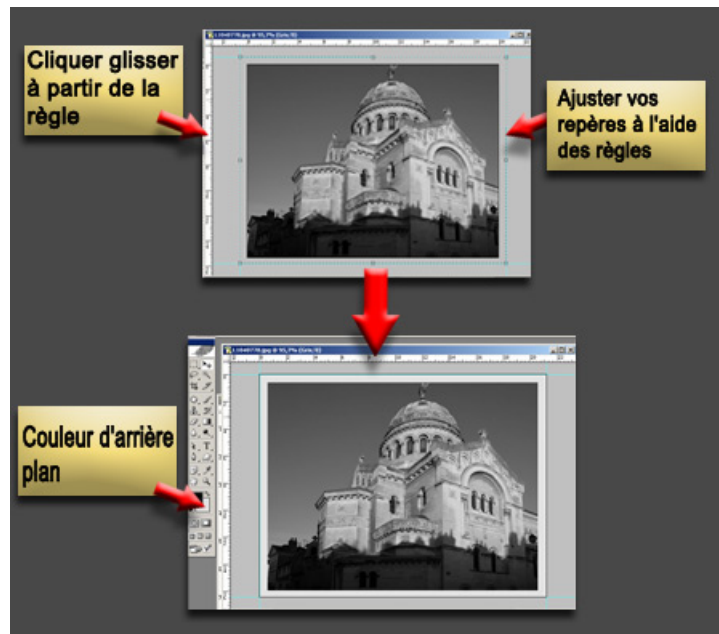 Cliquer glisser
à partir de la
règle
Ajuster vos
repères à l'aide
des règles
Couleur d'arrière
plan